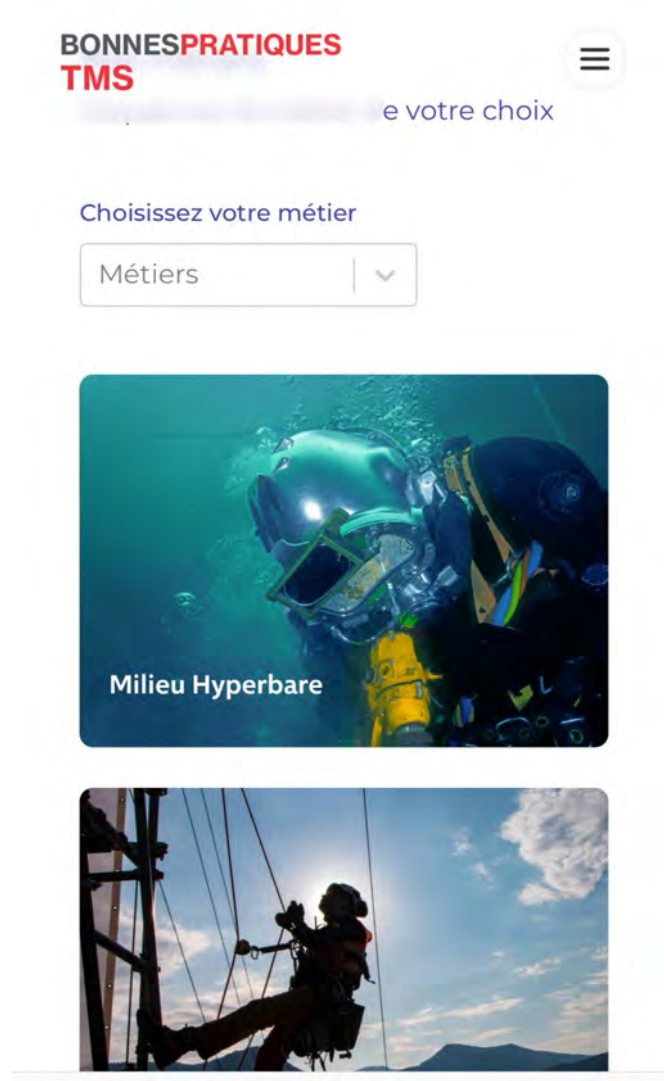 BONNESPRATIQUES
TMS
e votre choix
Choisissez votre métier
Métiers
Milieu Hyperbare